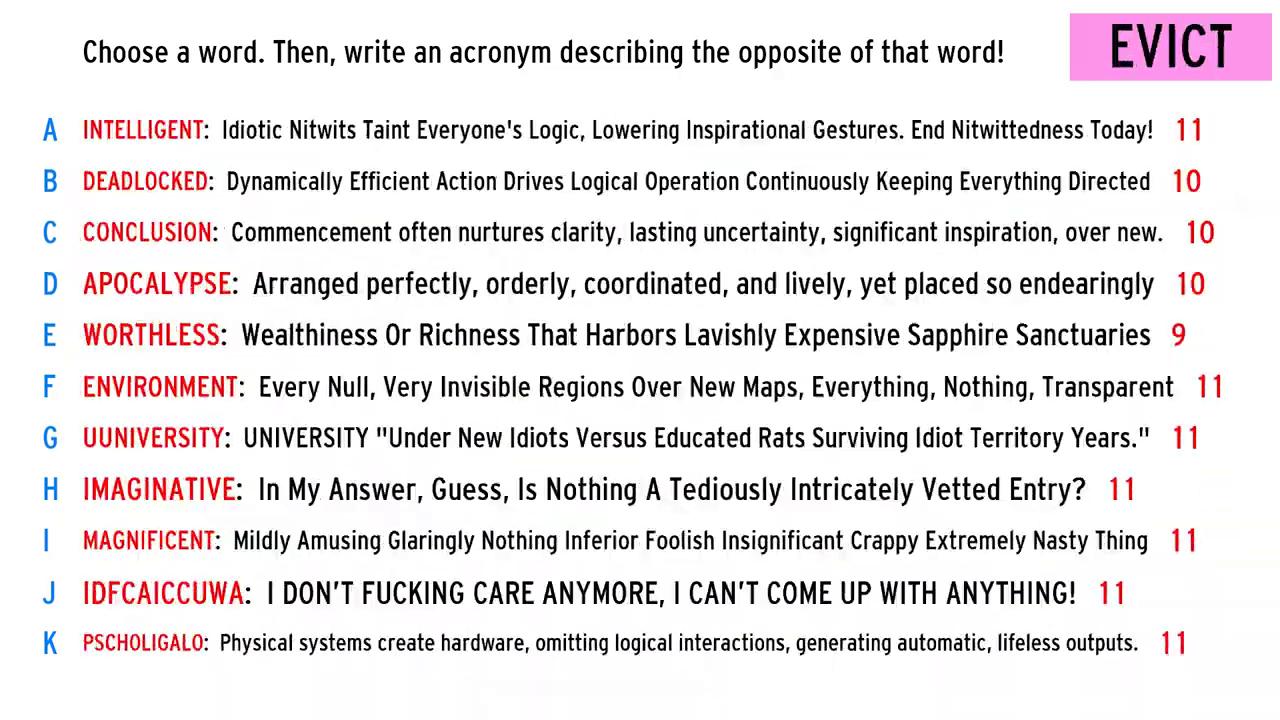 Choose a word. Then, write an acronym describing the opposite of that word!
EVICT
A INTELLIGENT: Idiotic Nitwits Taint Everyone's Logic, Lowering Inspirational Gestures. End Nitwittedness Today! 11
B DEADLOCKED: Dynamically Efficient Action Drives Logical Operation Continuously Keeping Everything Directed 10
C CONCLUSION: Commencement often nurtures clarity, lasting uncertainty, significant inspiration, over new. 10
D APOCALYPSE: Arranged perfectly, orderly, coordinated, and lively, yet placed so endearingly 10
E WORTHLESS: Wealthiness Or Richness That Harbors Lavishly Expensive Sapphire Sanctuaries 9
F ENVIRONMENT: Every Null, Very Invisible Regions Over New Maps, Everything, Nothing, Transparent 11
G UUNIVERSITY: UNIVERSITY "Under New Idiots Versus Educated Rats Surviving Idiot Territory Years." 11
H IMAGINATIVE: In My Answer, Guess, Is Nothing A Tediously Intricately Vetted Entry? 11
I MAGNIFICENT: Mildly Amusing Glaringly Nothing Inferior Foolish Insignificant Crappy Extremely Nasty Thing 11
J IDFCAICCUWA: I DON'T FUCKING CARE ANYMORE, I CAN'T COME UP WITH ANYTHING! 11
K PSCHOLIGALO: Physical systems create hardware, omitting logical interactions, generating automatic, lifeless outputs. 11